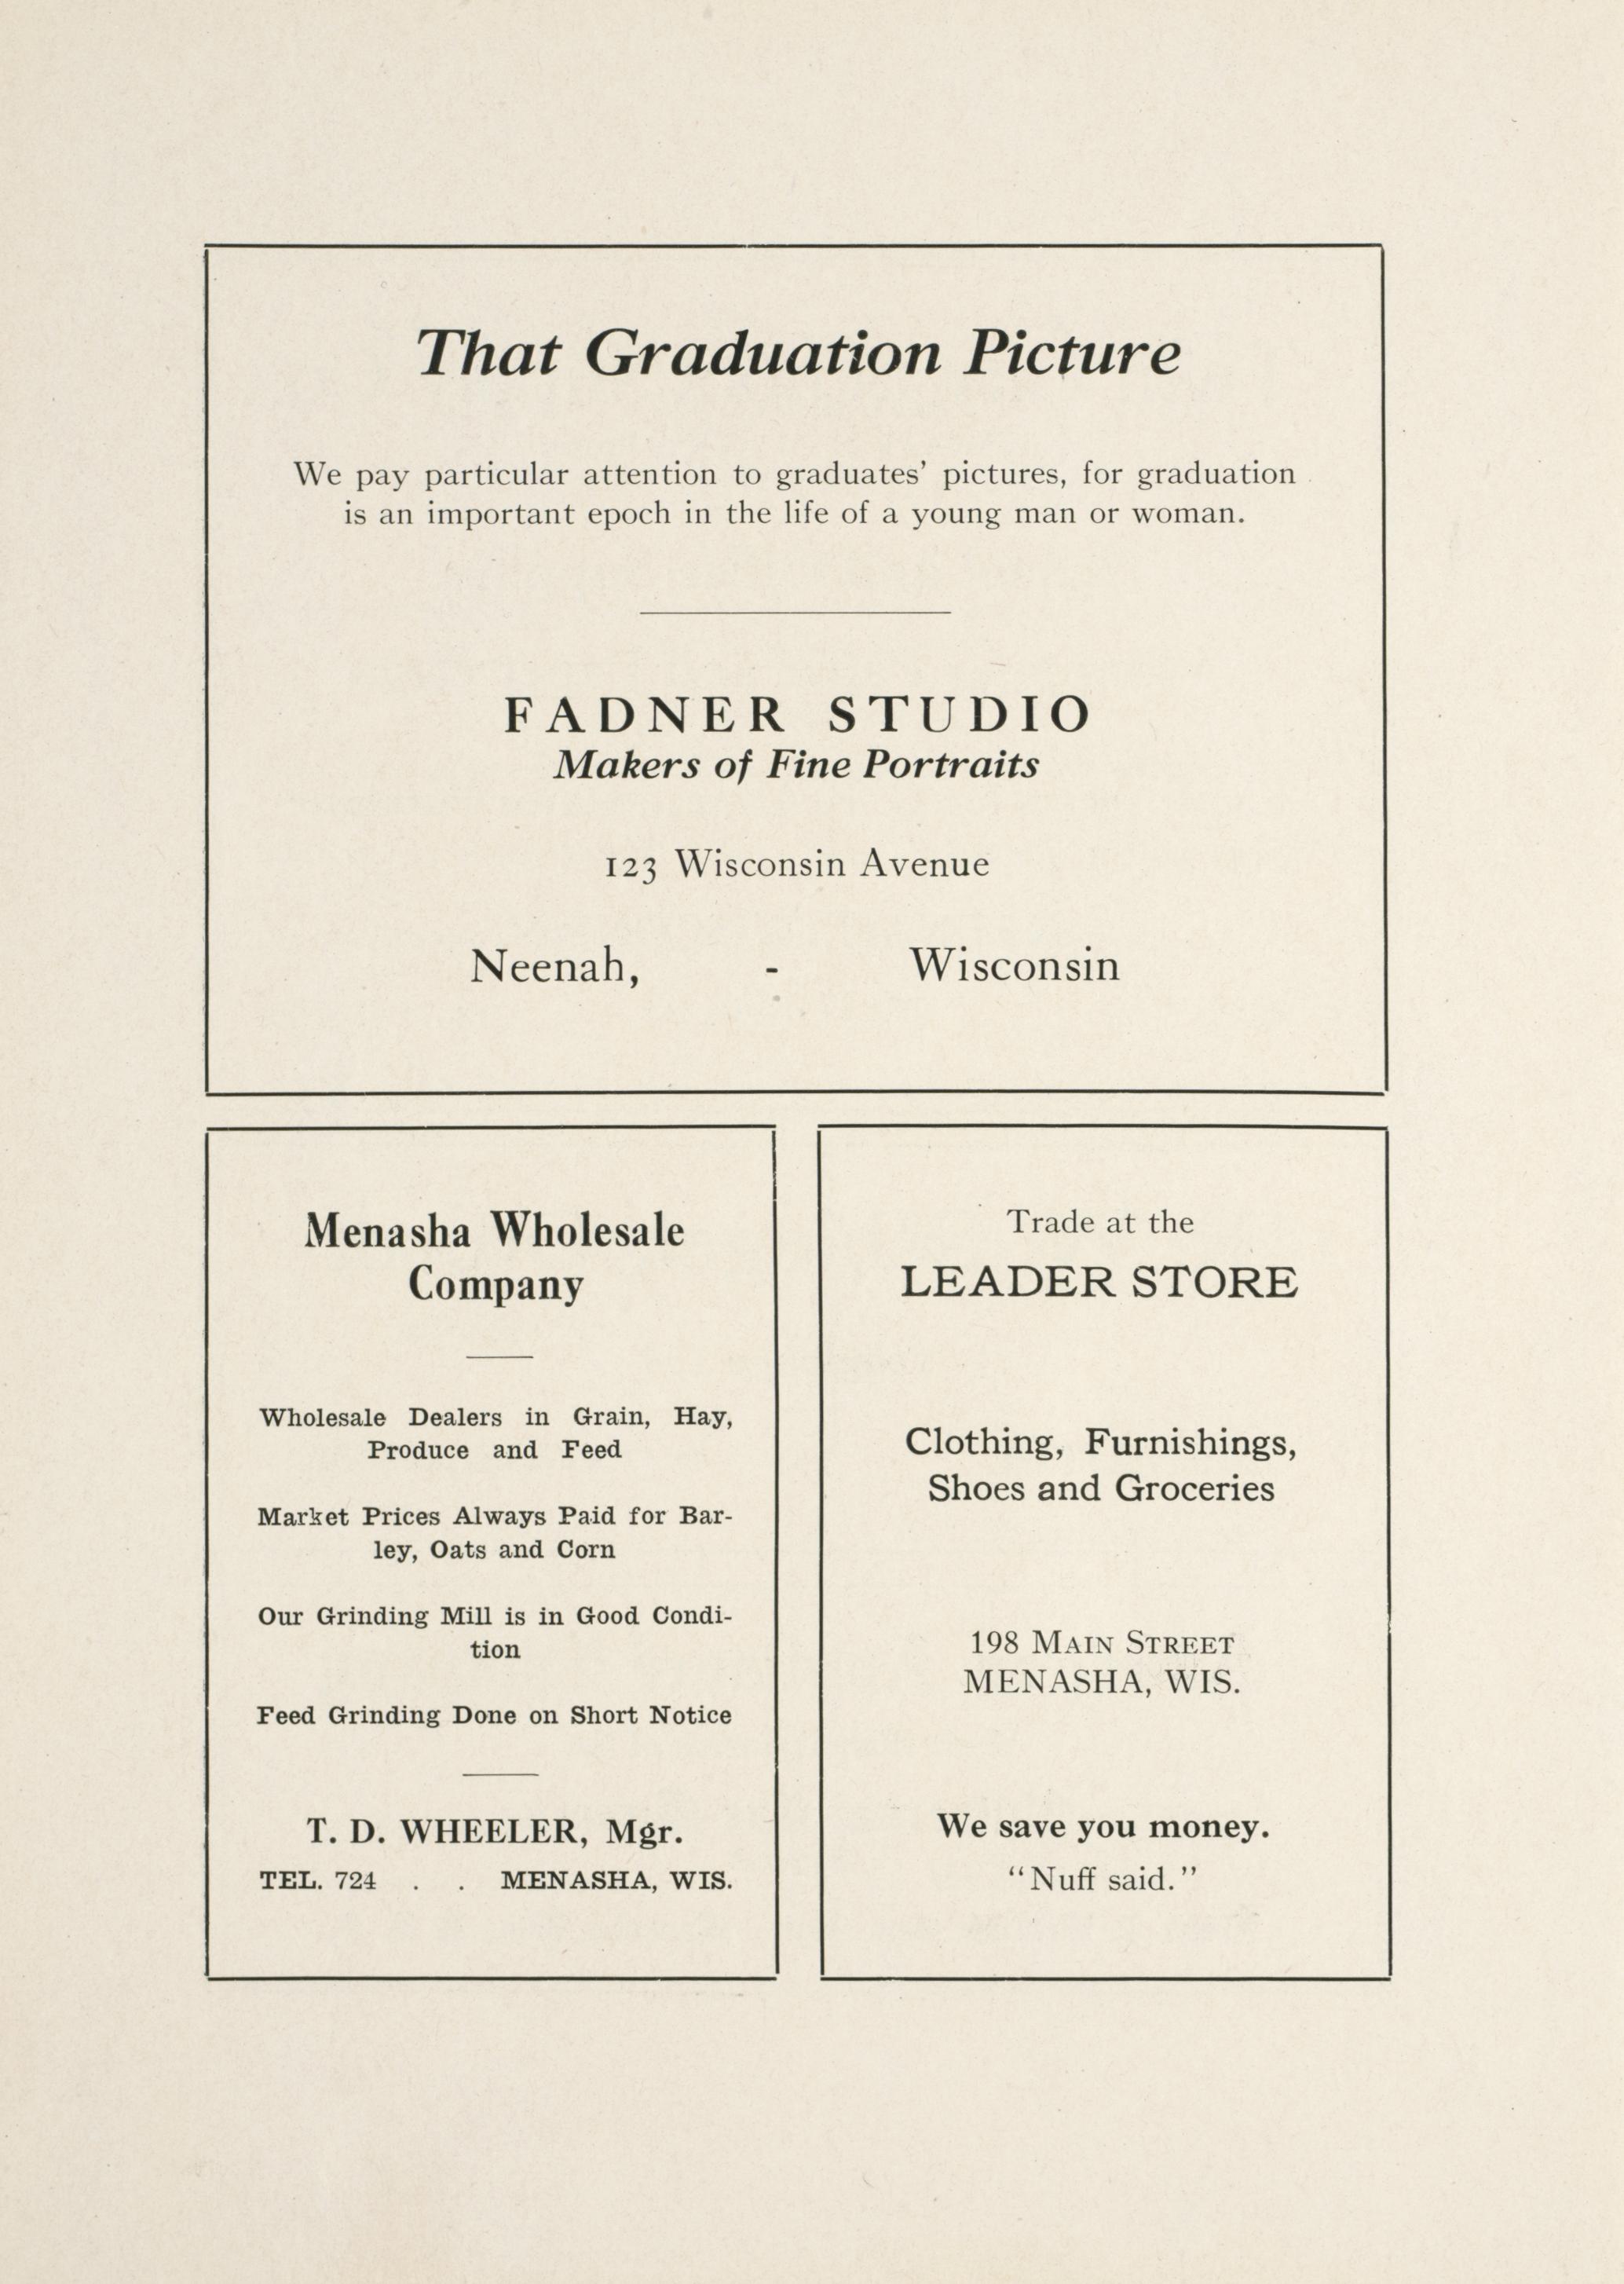 That Graduation Picture
We pay particular attention to graduates' pictures, for graduation
is an important epoch in the life of a young man or woman.
FADNER STUDIO
Makers of Fine Portraits
123 Wisconsin Avenue
Neenah, - Wisconsin
Menasha Wholesale
Company
Wholesale Dealers in Grain, Hay,
Produce and Feed
Market Prices Always Paid for Bar-
ley, Oats and Corn
Our Grinding Mill is in Good Condi-
tion
Feed Grinding Done on Short Notice
T. D. WHEELER, Mgr.
TEL. 724 . . MENASHA, WIS.
Trade at the
LEADER STORE
Clothing, Furnishings,
Shoes and Groceries
198 MAIN STREET
MENASHA, WIS.
We save you money.
"Nuff said."